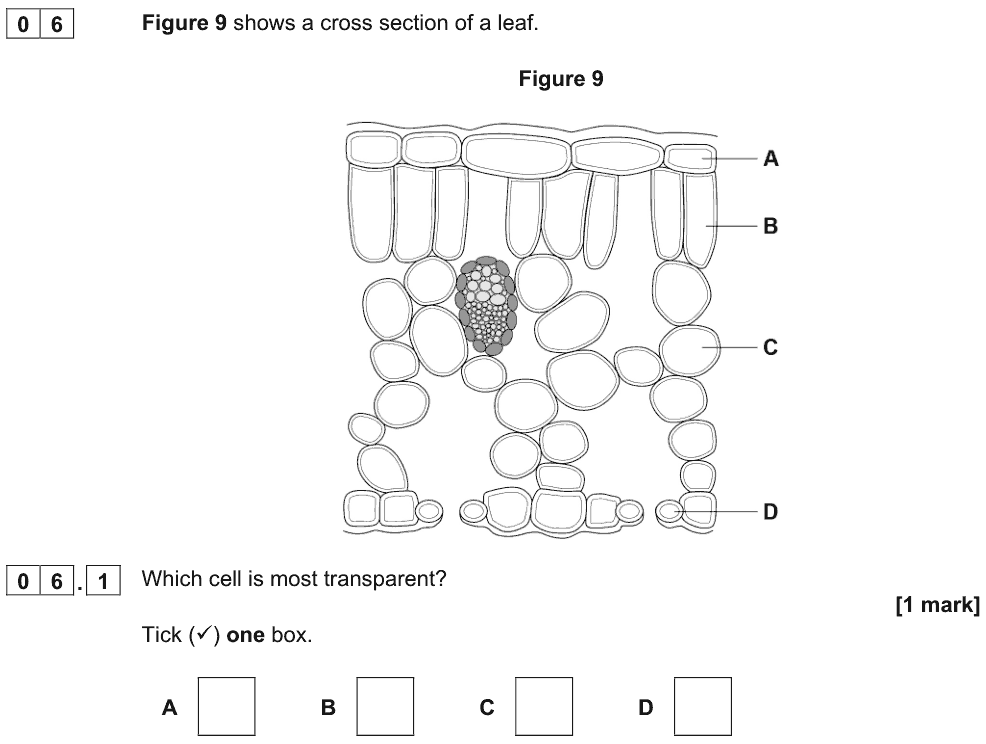 0 6 Figure 9 shows a cross section of a leaf.
Figure 9
A
B
C
D
0 6 . 1 Which cell is most transparent?
[1 mark]
Tick (✓) one box.
A B C D